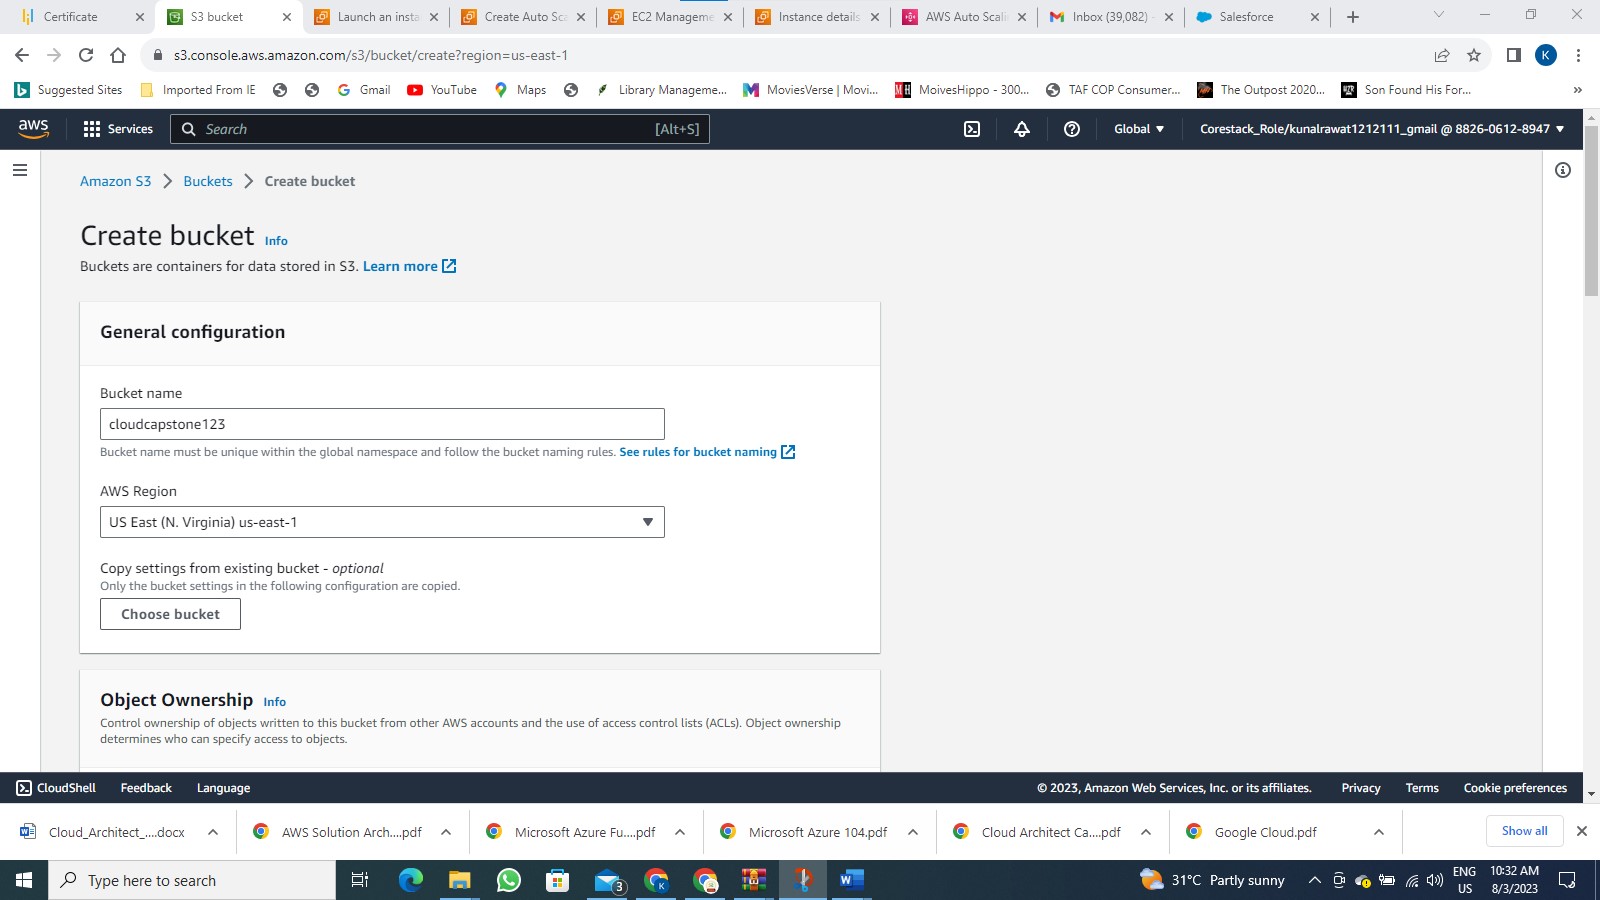 Certificate
S3 bucket
Launch an insta
Create Auto Sca
EC2 Manageme
Instance details
AWS Auto Scali
Inbox (39,082) -
Salesforce
s3.console.aws.amazon.com/s3/bucket/create?region=us-east-1
K
Suggested Sites
Imported From IE
Gmail
YouTube
Maps
Library Manageme...
MoviesVerse | Movi...
MH
MoivesHippo - 300...
TAF COP Consumer...
The Outpost 2020...
Son Found His For...
»
aws
Services
Search
[Alt+S]
Global
Corestack_Role/kunalrawat1212111_gmail @ 8826-0612-8947
Amazon S3 > Buckets > Create bucket
Create bucket Info
Buckets are containers for data stored in S3. Learn more
General configuration
Bucket name
cloudcapstone123
Bucket name must be unique within the global namespace and follow the bucket naming rules. See rules for bucket naming
AWS Region
US East (N. Virginia) us-east-1
Copy settings from existing bucket - optional
Only the bucket settings in the following configuration are copied.
Choose bucket
Object Ownership Info
Control ownership of objects written to this bucket from other AWS accounts and the use of access control lists (ACLs). Object ownership
determines who can specify access to objects.
CloudShell
Feedback
Language
© 2023, Amazon Web Services, Inc. or its affiliates.
Privacy
Terms
Cookie preferences
Cloud_Architect_....docx
AWS Solution Arch....pdf
Microsoft Azure Fu....pdf
Microsoft Azure 104.pdf
Cloud Architect Ca....pdf
Google Cloud.pdf
Show all
Type here to search
3
31°C Partly sunny
ENG
US
10:32 AM
8/3/2023